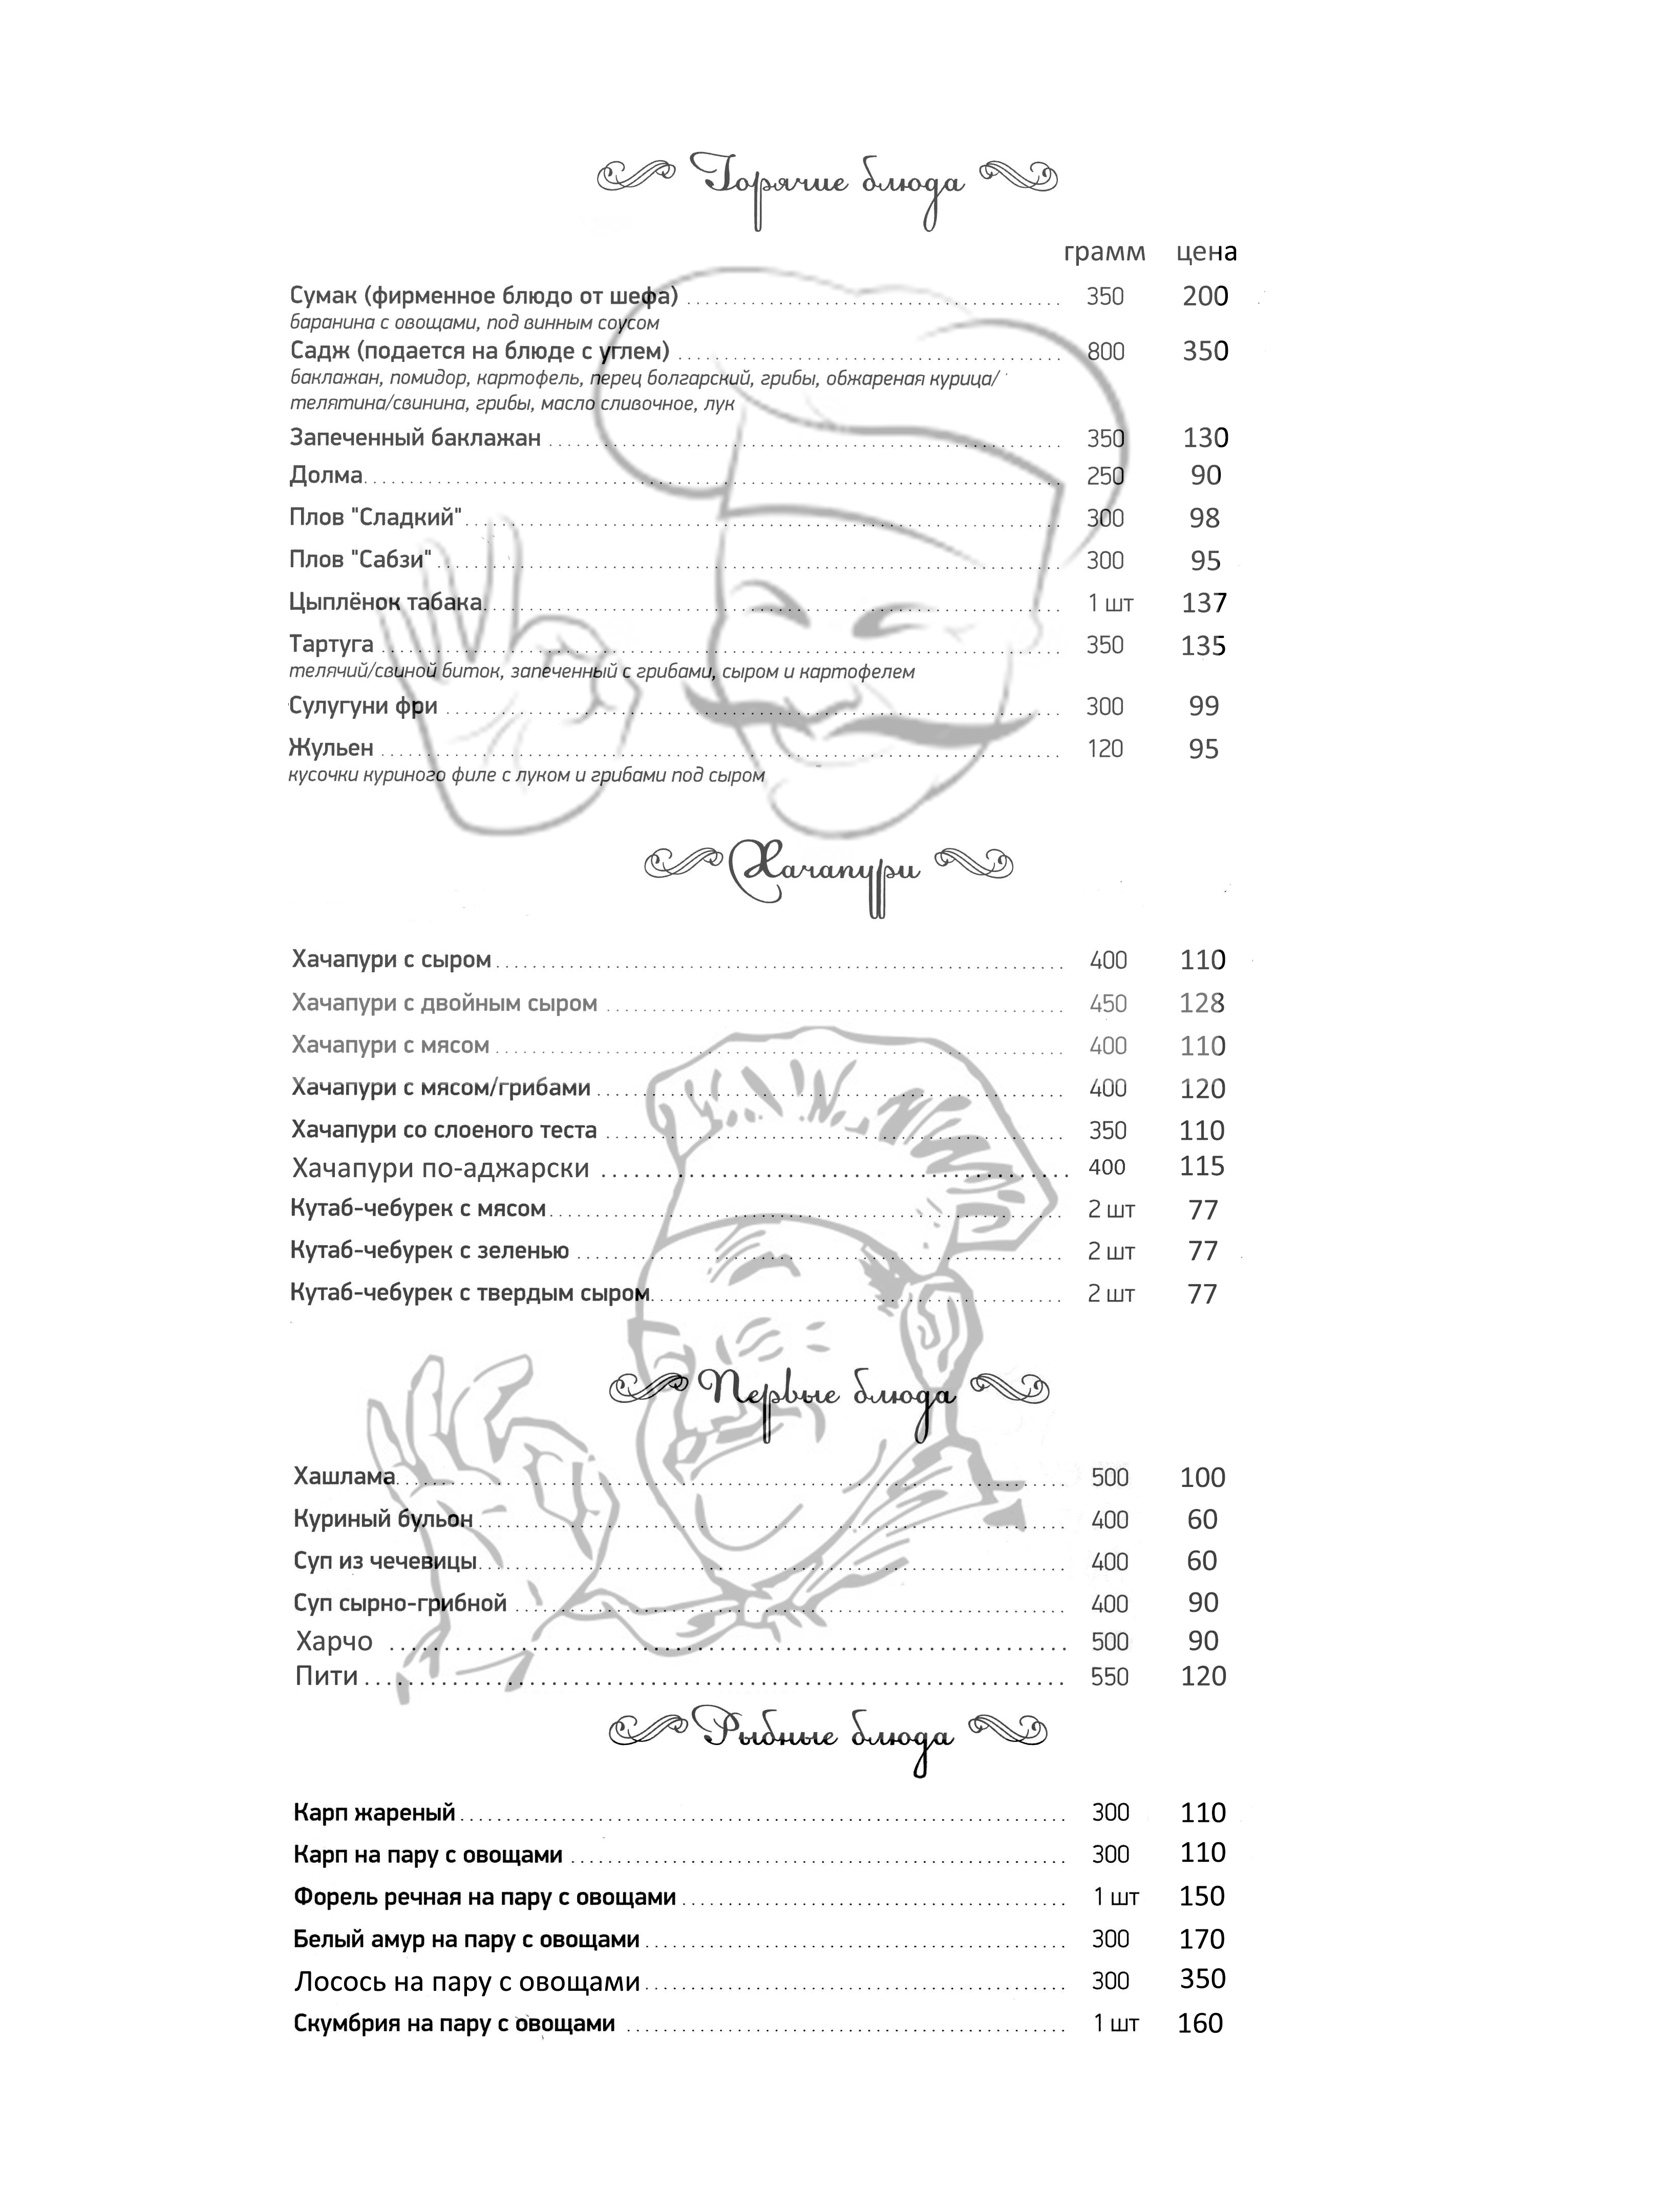 Горячие блюда
грамм цена
Сумак (фирменное блюдо от шефа) 350 200
баранина с овощами, под винным соусом
Садж (подается на блюде с углем) 800 350
баклажан, помидор, картофель, перец болгарский, грибы, обжареная курица/
телятина/свинина, грибы, масло сливочное, лук
Запеченный баклажан 350 130
Долма 250 90
Плов "Сладкий" 300 98
Плов "Сабзи" 300 95
Цыплёнок табака 1 шт 137
Тартуга 350 135
телячий/свиной биток, запеченный с грибами, сыром и картофелем
Сулугуни фри 300 99
Жульен 120 95
кусочки куриного филе с луком и грибами под сыром
Хачапури
Хачапури с сыром 400 110
Хачапури с двойным сыром 450 128
Хачапури с мясом 400 110
Хачапури с мясом/грибами 400 120
Хачапури со слоеного теста 350 110
Хачапури по-аджарски 400 115
Кутаб-чебурек с мясом 2 шт 77
Кутаб-чебурек с зеленью 2 шт 77
Кутаб-чебурек с твердым сыром 2 шт 77
Первые блюда
Хашлама 500 100
Куриный бульон 400 60
Суп из чечевицы 400 60
Суп сырно-грибной 400 90
Харчо 500 90
Пити 550 120
Рыбные блюда
Карп жареный 300 110
Карп на пару с овощами 300 110
Форель речная на пару с овощами 1 шт 150
Белый амур на пару с овощами 300 170
Лосось на пару с овощами 300 350
Скумбрия на пару с овощами 1 шт 160